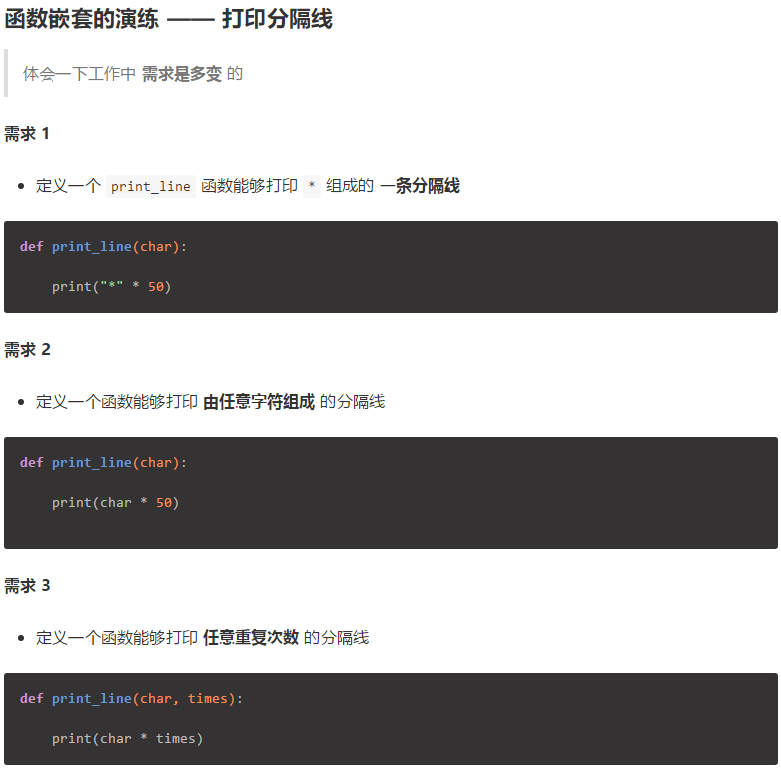 函数嵌套的演练 —— 打印分隔线
体会一下工作中 需求是多变 的
需求 1
• 定义一个 print_line 函数能够打印 * 组成的 一条分隔线
def print_line(char):
    print("*" * 50)
需求 2
• 定义一个函数能够打印 由任意字符组成 的分隔线
def print_line(char):
    print(char * 50)
需求 3
• 定义一个函数能够打印 任意重复次数 的分隔线
def print_line(char, times):
    print(char * times)